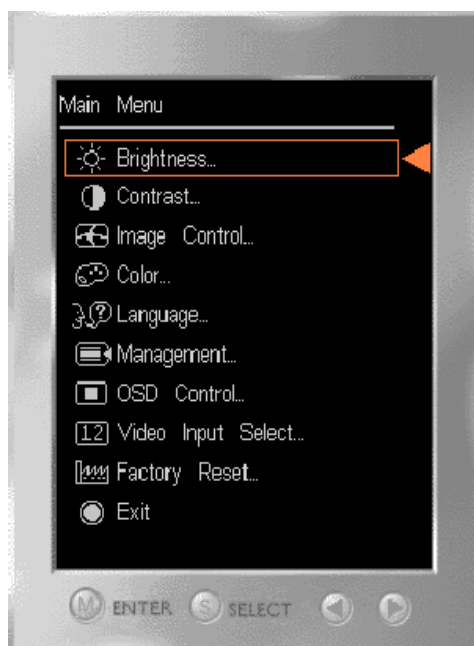 Main Menu
Brightness...
Contrast...
Image Control...
Color...
Language...
Management...
OSD Control...
12 Video Input Select...
Factory Reset...
Exit
M ENTER S SELECT